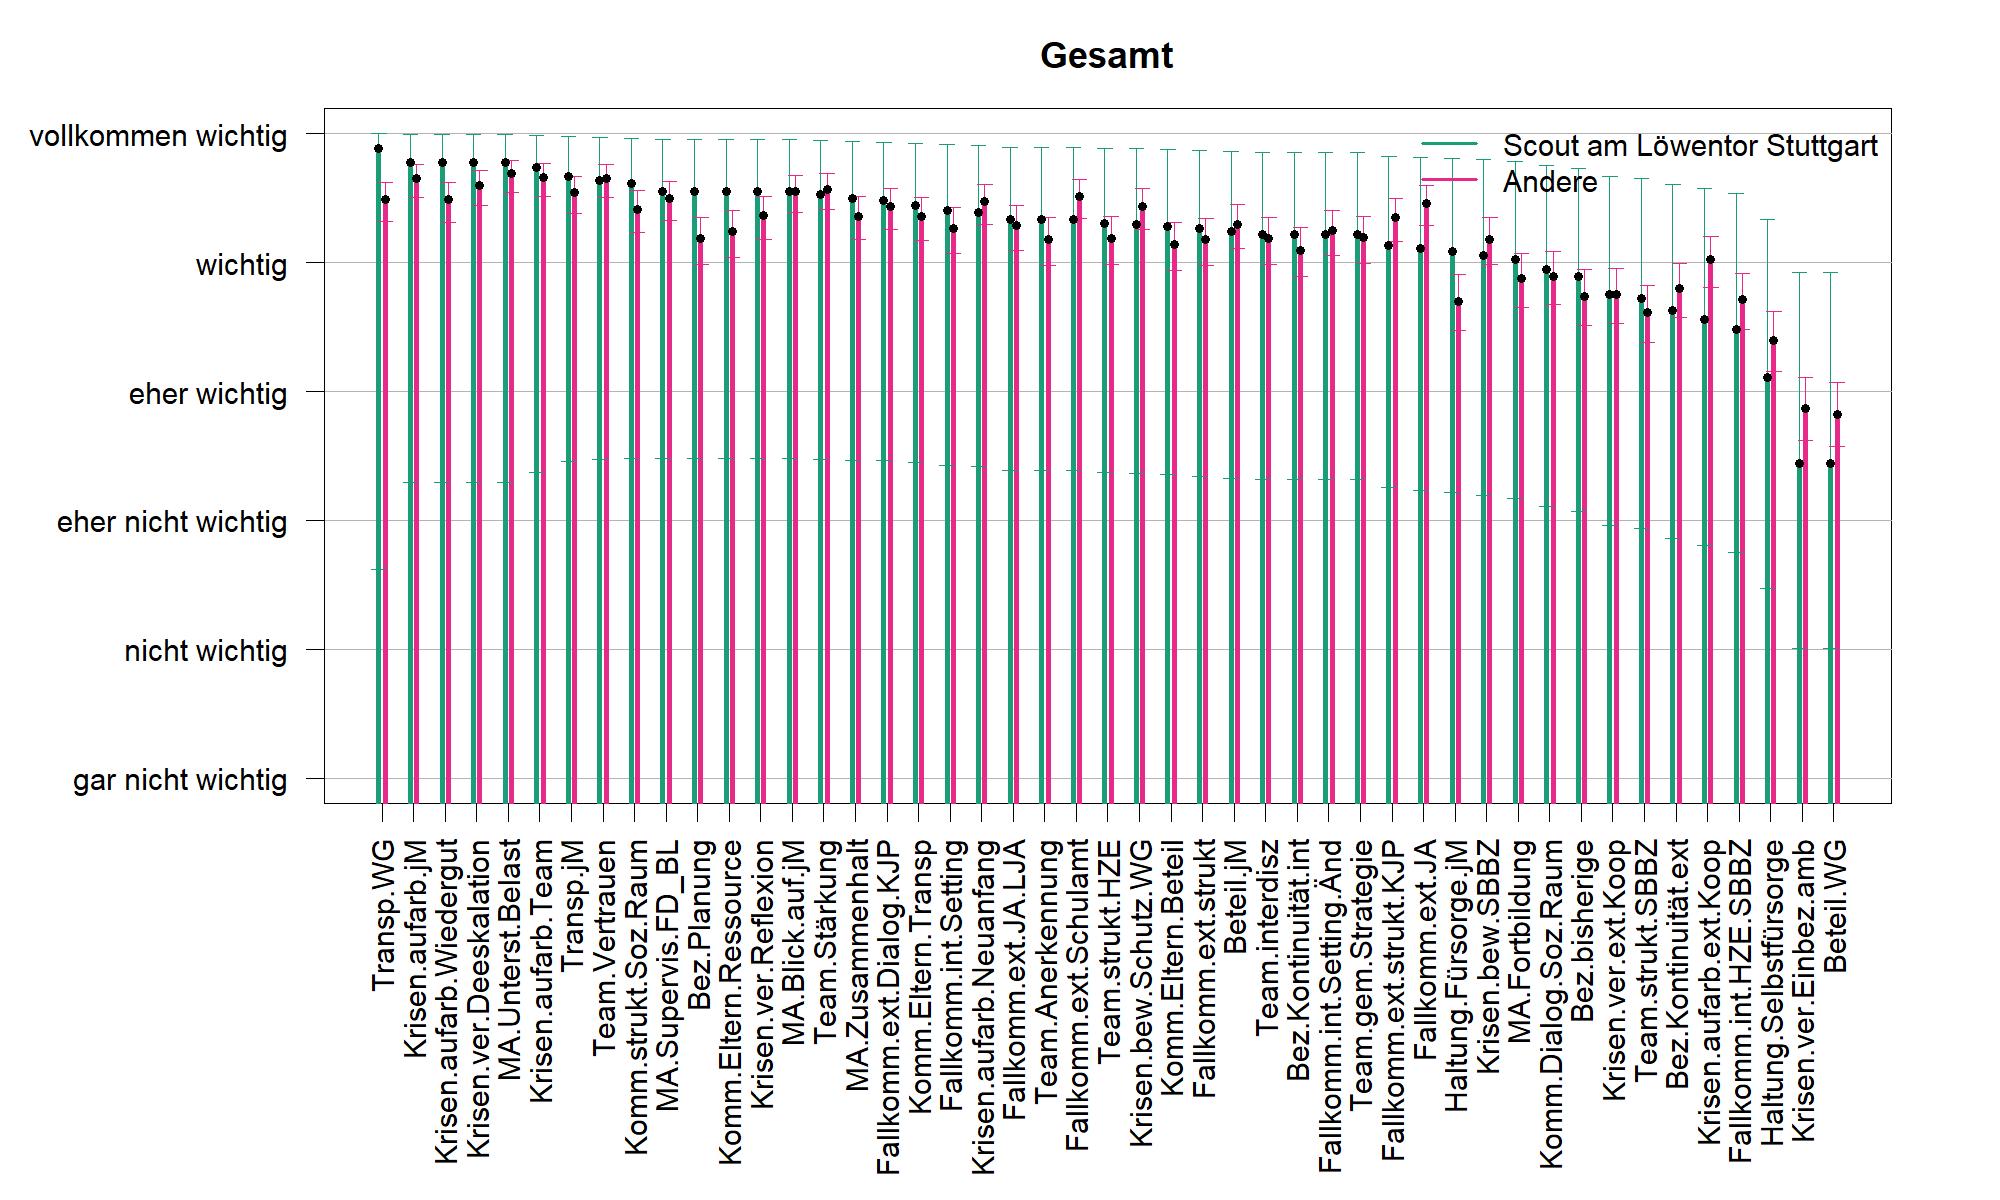 Gesamt
vollkommen wichtig
wichtig
eher wichtig
eher nicht wichtig
nicht wichtig
gar nicht wichtig
Scout am Löwentor Stuttgart
Andere
Transp.WG
Krisen.aufarb.jM
Krisen.aufarb.Wiedergut
Krisen.ver.Deeskalation
MA.Unterst.Belast
Krisen.aufarb.Team
Transp.jM
Team.Vertrauen
Komm.strukt.Soz.Raum
MA.Supervis.FD_BL
Bez.Planung
Komm.Eltern.Ressource
Krisen.ver.Reflexion
MA.Blick.auf.jM
Team.Stärkung
MA.Zusammenhalt
Fallkomm.ext.Dialog.KJP
Komm.Eltern.Transp
Fallkomm.int.Setting
Krisen.aufarb.Neuanfang
Fallkomm.ext.JA.LJA
Team.Anerkennung
Fallkomm.ext.Schulamt
Team.strukt.HZE
Krisen.bew.Schutz.WG
Komm.Eltern.Beteil
Fallkomm.ext.strukt
Beteil.jM
Team.interdisz
Bez.Kontinuität.int
Fallkomm.int.Setting.Änd
Team.gem.Strategie
Fallkomm.ext.strukt.KJP
Fallkomm.ext.JA
Haltung.Fürsorge.jM
Krisen.bew.SBBZ
MA.Fortbildung
Komm.Dialog.Soz.Raum
Bez.bisherige
Krisen.ver.ext.Koop
Team.strukt.SBBZ
Bez.Kontinuität.ext
Krisen.aufarb.ext.Koop
Fallkomm.int.HZE.SBBZ
Haltung.Selbstfürsorge
Krisen.ver.Einbez.amb
Beteil.WG